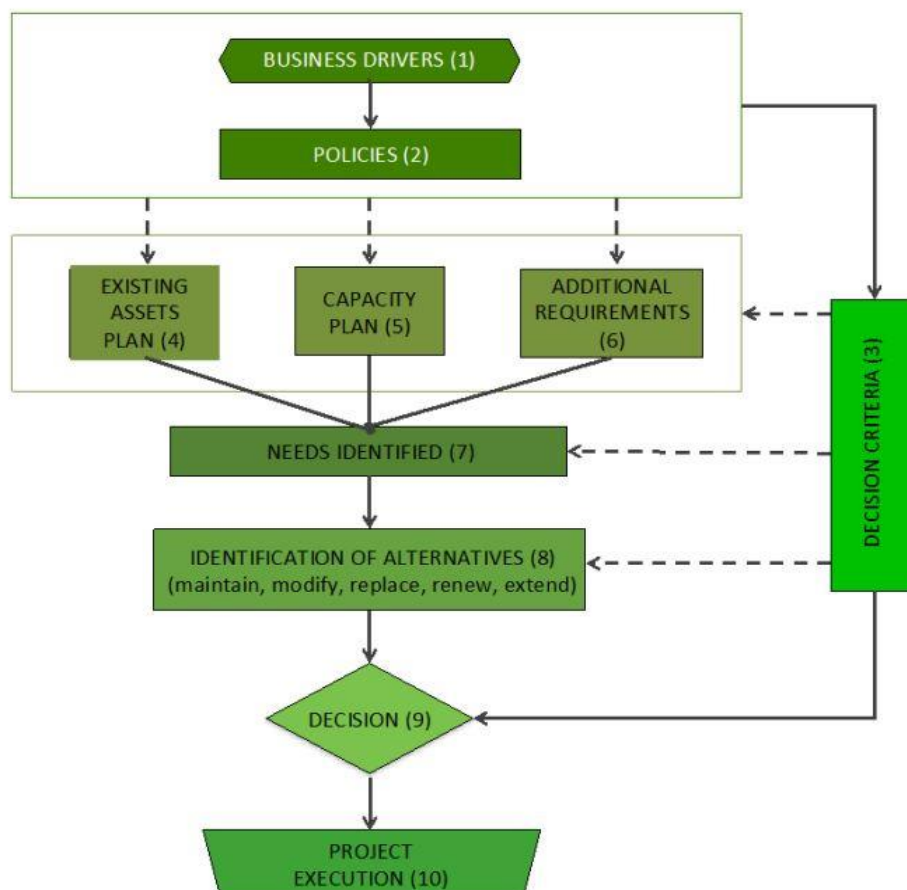 BUSINESS DRIVERS (1)
POLICIES (2)
EXISTING
ASSETS
PLAN (4)
CAPACITY
PLAN (5)
ADDITIONAL
REQUIREMENTS
(6)
DECISION CRITERIA (3)
NEEDS IDENTIFIED (7)
IDENTIFICATION OF ALTERNATIVES (8)
(maintain, modify, replace, renew, extend)
DECISION (9)
PROJECT
EXECUTION (10)